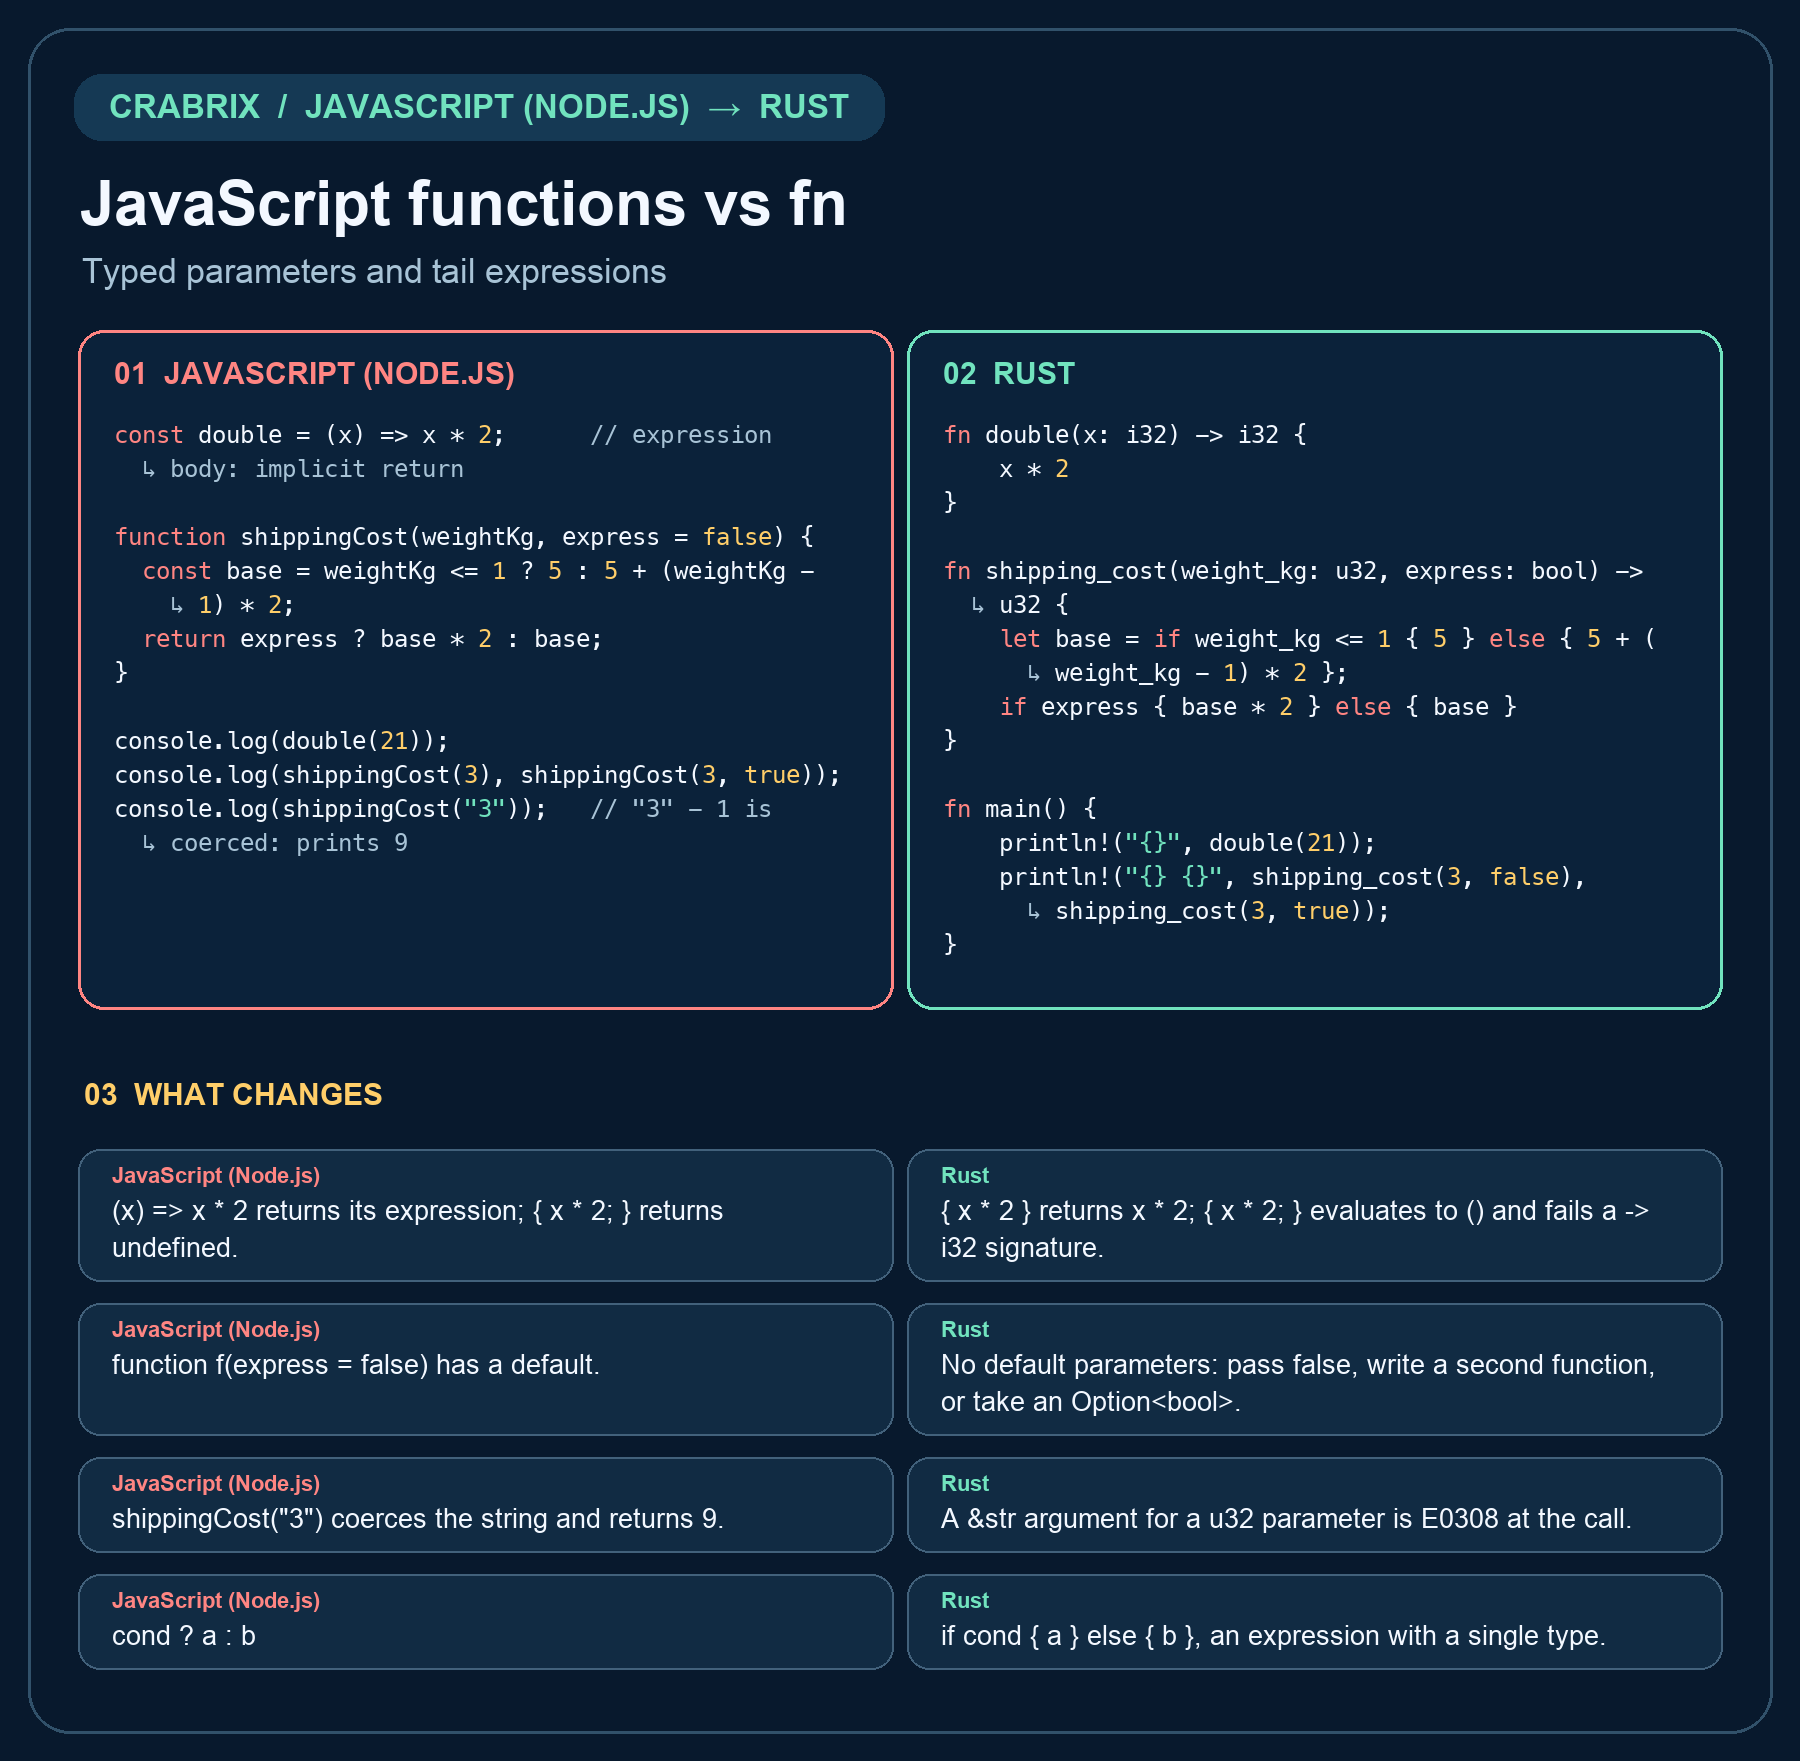 CRABRIX / JAVASCRIPT (NODE.JS) → RUST
JavaScript functions vs fn
Typed parameters and tail expressions
01 JAVASCRIPT (NODE.JS)
const double = (x) => x * 2;      // expression
  ↳ body: implicit return
function shippingCost(weightKg, express = false) {
  const base = weightKg <= 1 ? 5 : 5 + (weightKg −
    ↳ 1) * 2;
  return express ? base * 2 : base;
}
console.log(double(21));
console.log(shippingCost(3), shippingCost(3, true));
console.log(shippingCost("3"));   // "3" − 1 is
  ↳ coerced: prints 9
02 RUST
fn double(x: i32) −> i32 {
    x * 2
}
fn shipping_cost(weight_kg: u32, express: bool) −>
  ↳ u32 {
    let base = if weight_kg <= 1 { 5 } else { 5 + (
      ↳ weight_kg − 1) * 2 };
    if express { base * 2 } else { base }
}
fn main() {
    println!("{}", double(21));
    println!("{} {}", shipping_cost(3, false),
      ↳ shipping_cost(3, true));
}
03 WHAT CHANGES
JavaScript (Node.js)
(x) => x * 2 returns its expression; { x * 2; } returns
undefined.
Rust
{ x * 2 } returns x * 2; { x * 2; } evaluates to () and fails a ->
i32 signature.
JavaScript (Node.js)
function f(express = false) has a default.
Rust
No default parameters: pass false, write a second function,
or take an Option<bool>.
JavaScript (Node.js)
shippingCost("3") coerces the string and returns 9.
Rust
A &str argument for a u32 parameter is E0308 at the call.
JavaScript (Node.js)
cond ? a : b
Rust
if cond { a } else { b }, an expression with a single type.